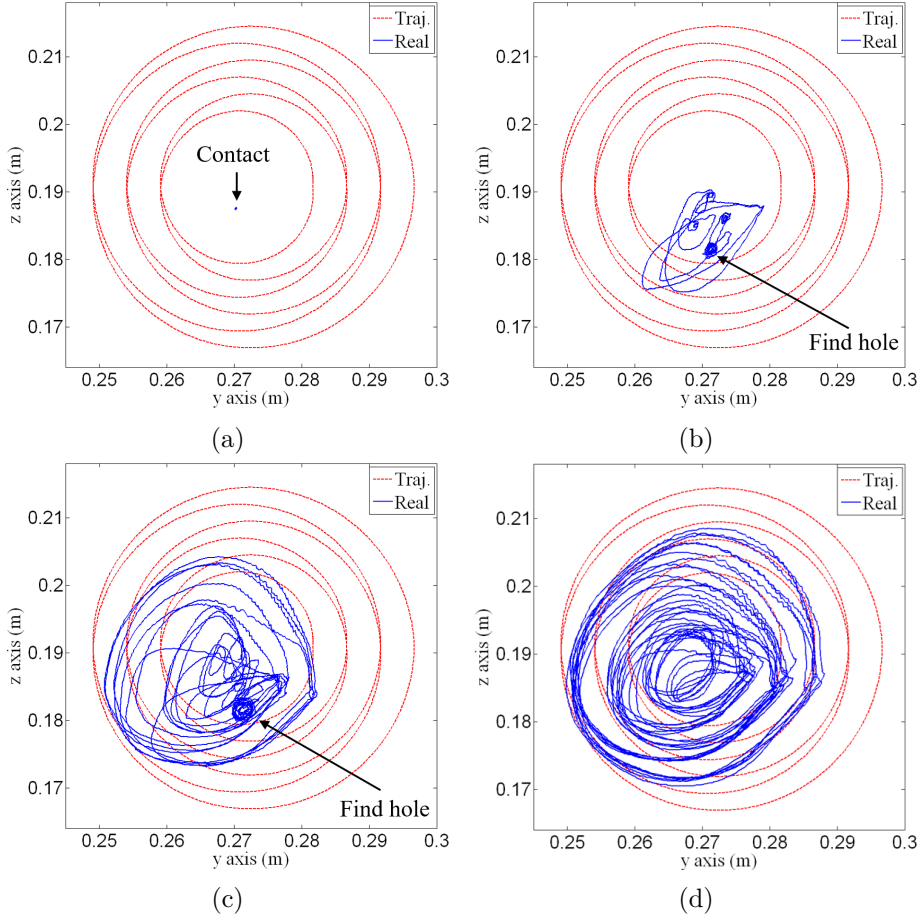 Traj.
Real
0.21
0.2
0.19
0.18
0.17
z axis (m)
Contact
0.25 0.26 0.27 0.28 0.29 0.3
y axis (m)
(a)
Traj.
Real
0.21
0.2
0.19
0.18
0.17
z axis (m)
Find hole
0.25 0.26 0.27 0.28 0.29 0.3
y axis (m)
(b)
Traj.
Real
0.21
0.2
0.19
0.18
0.17
z axis (m)
Find hole
0.25 0.26 0.27 0.28 0.29 0.3
y axis (m)
(c)
Traj.
Real
0.21
0.2
0.19
0.18
0.17
z axis (m)
0.25 0.26 0.27 0.28 0.29 0.3
y axis (m)
(d)